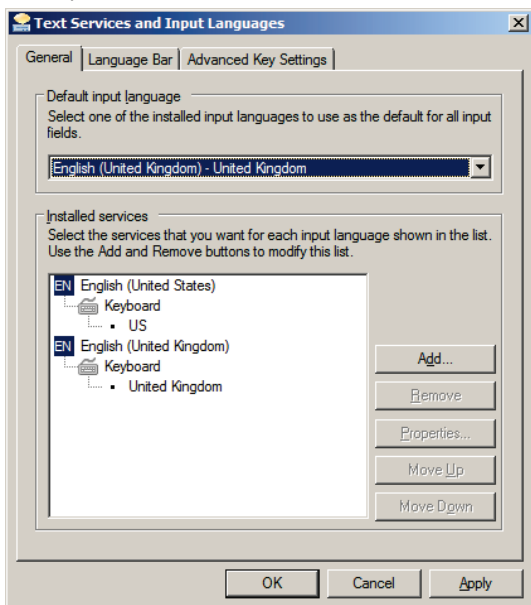 Text Services and Input Languages
General Language Bar Advanced Key Settings
Default input language
Select one of the installed input languages to use as the default for all input
fields.
English (United Kingdom) - United Kingdom
Installed services
Select the services that you want for each input language shown in the list.
Use the Add and Remove buttons to modify this list.
EN English (United States)
Keyboard
US
EN English (United Kingdom)
Keyboard
United Kingdom
Add...
Remove
Properties...
Move Up
Move Down
OK Cancel Apply